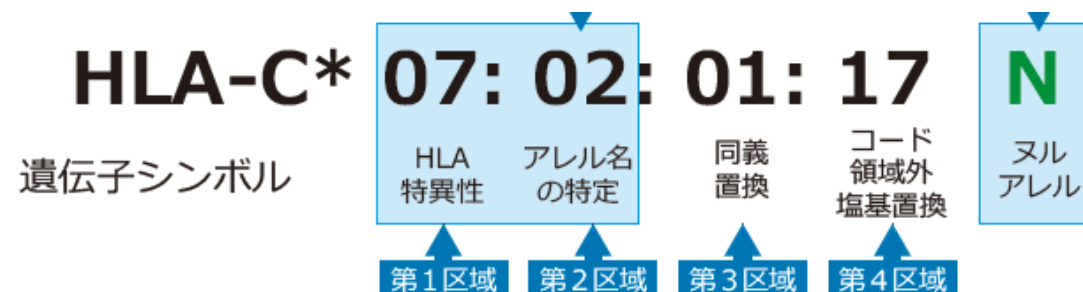 HLA-C* 07: 02: 01: 17 N
遺伝子シンボル
HLA
特異性
アレル名
の特定
同義
置換
コード
領域外
塩基置換
ヌル
アレル
第1区域 第2区域 第3区域 第4区域